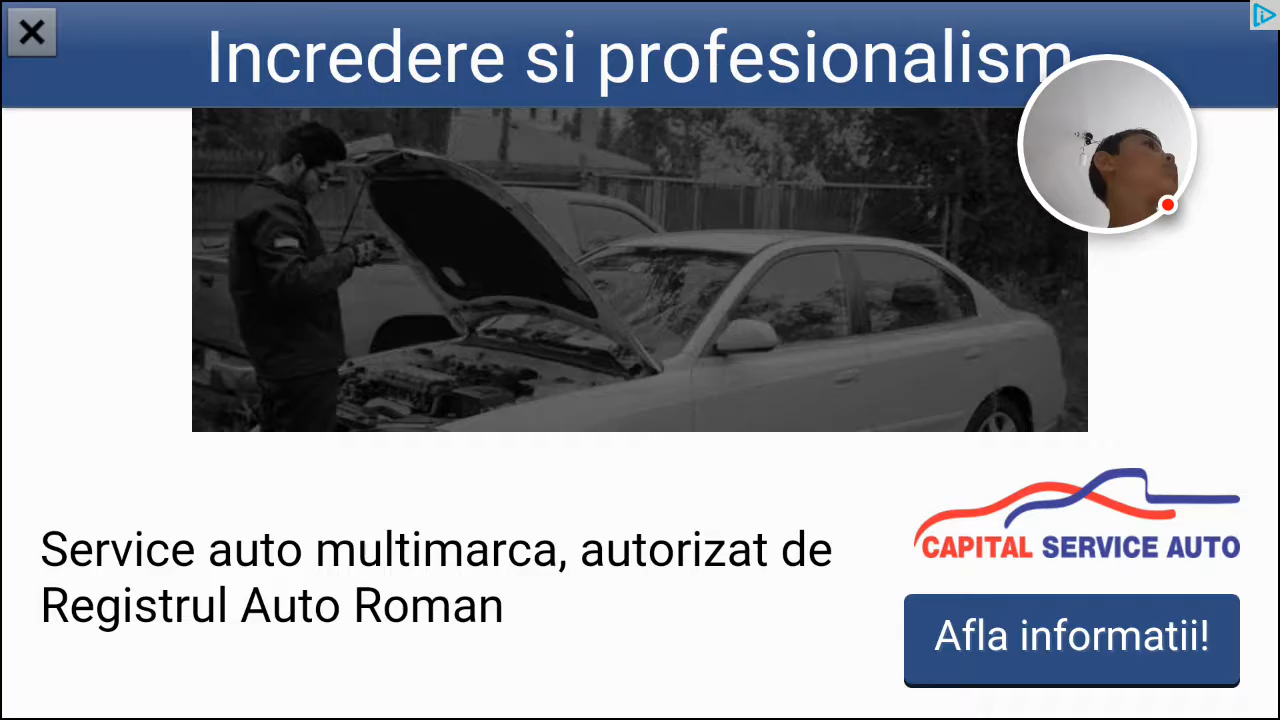 Incredere si profesionalism
Service auto multimarca, autorizat de
Registrul Auto Roman
CAPITAL SERVICE AUTO
Afla informatii!